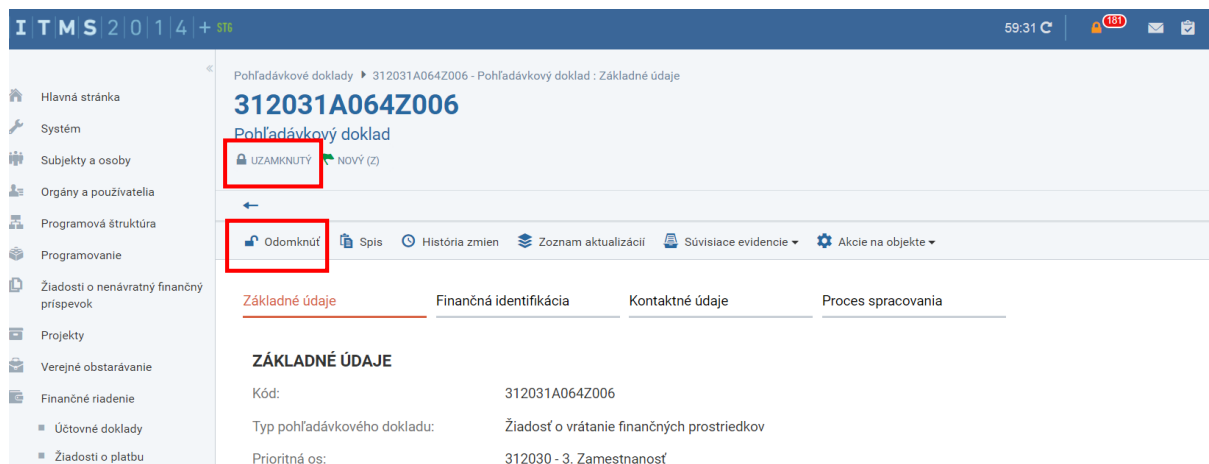 ITMS2014+ STG
59:31
181
Pohľadávkové doklady 312031A064Z006 - Pohľadávkový doklad : Základné údaje
312031A064Z006
Pohľadávkový doklad
UZAMKNUTÝ NOVÝ (Z)
Hlavná stránka
Systém
Subjekty a osoby
Orgány a používatelia
Programová štruktúra
Programovanie
Žiadosti o nenávratný finančný
príspevok
Projekty
Verejné obstarávanie
Finančné riadenie
Účtovné doklady
Žiadosti o platbu
Odomknúť Spis História zmien Zoznam aktualizácií Súvisiace evidencie Akcie na objekte
Základné údaje Finančná identifikácia Kontaktné údaje Proces spracovania
ZÁKLADNÉ ÚDAJE
Kód: 312031A064Z006
Typ pohľadávkového dokladu: Žiadosť o vrátanie finančných prostriedkov
Prioritná os: 312030 - 3. Zamestnanosť